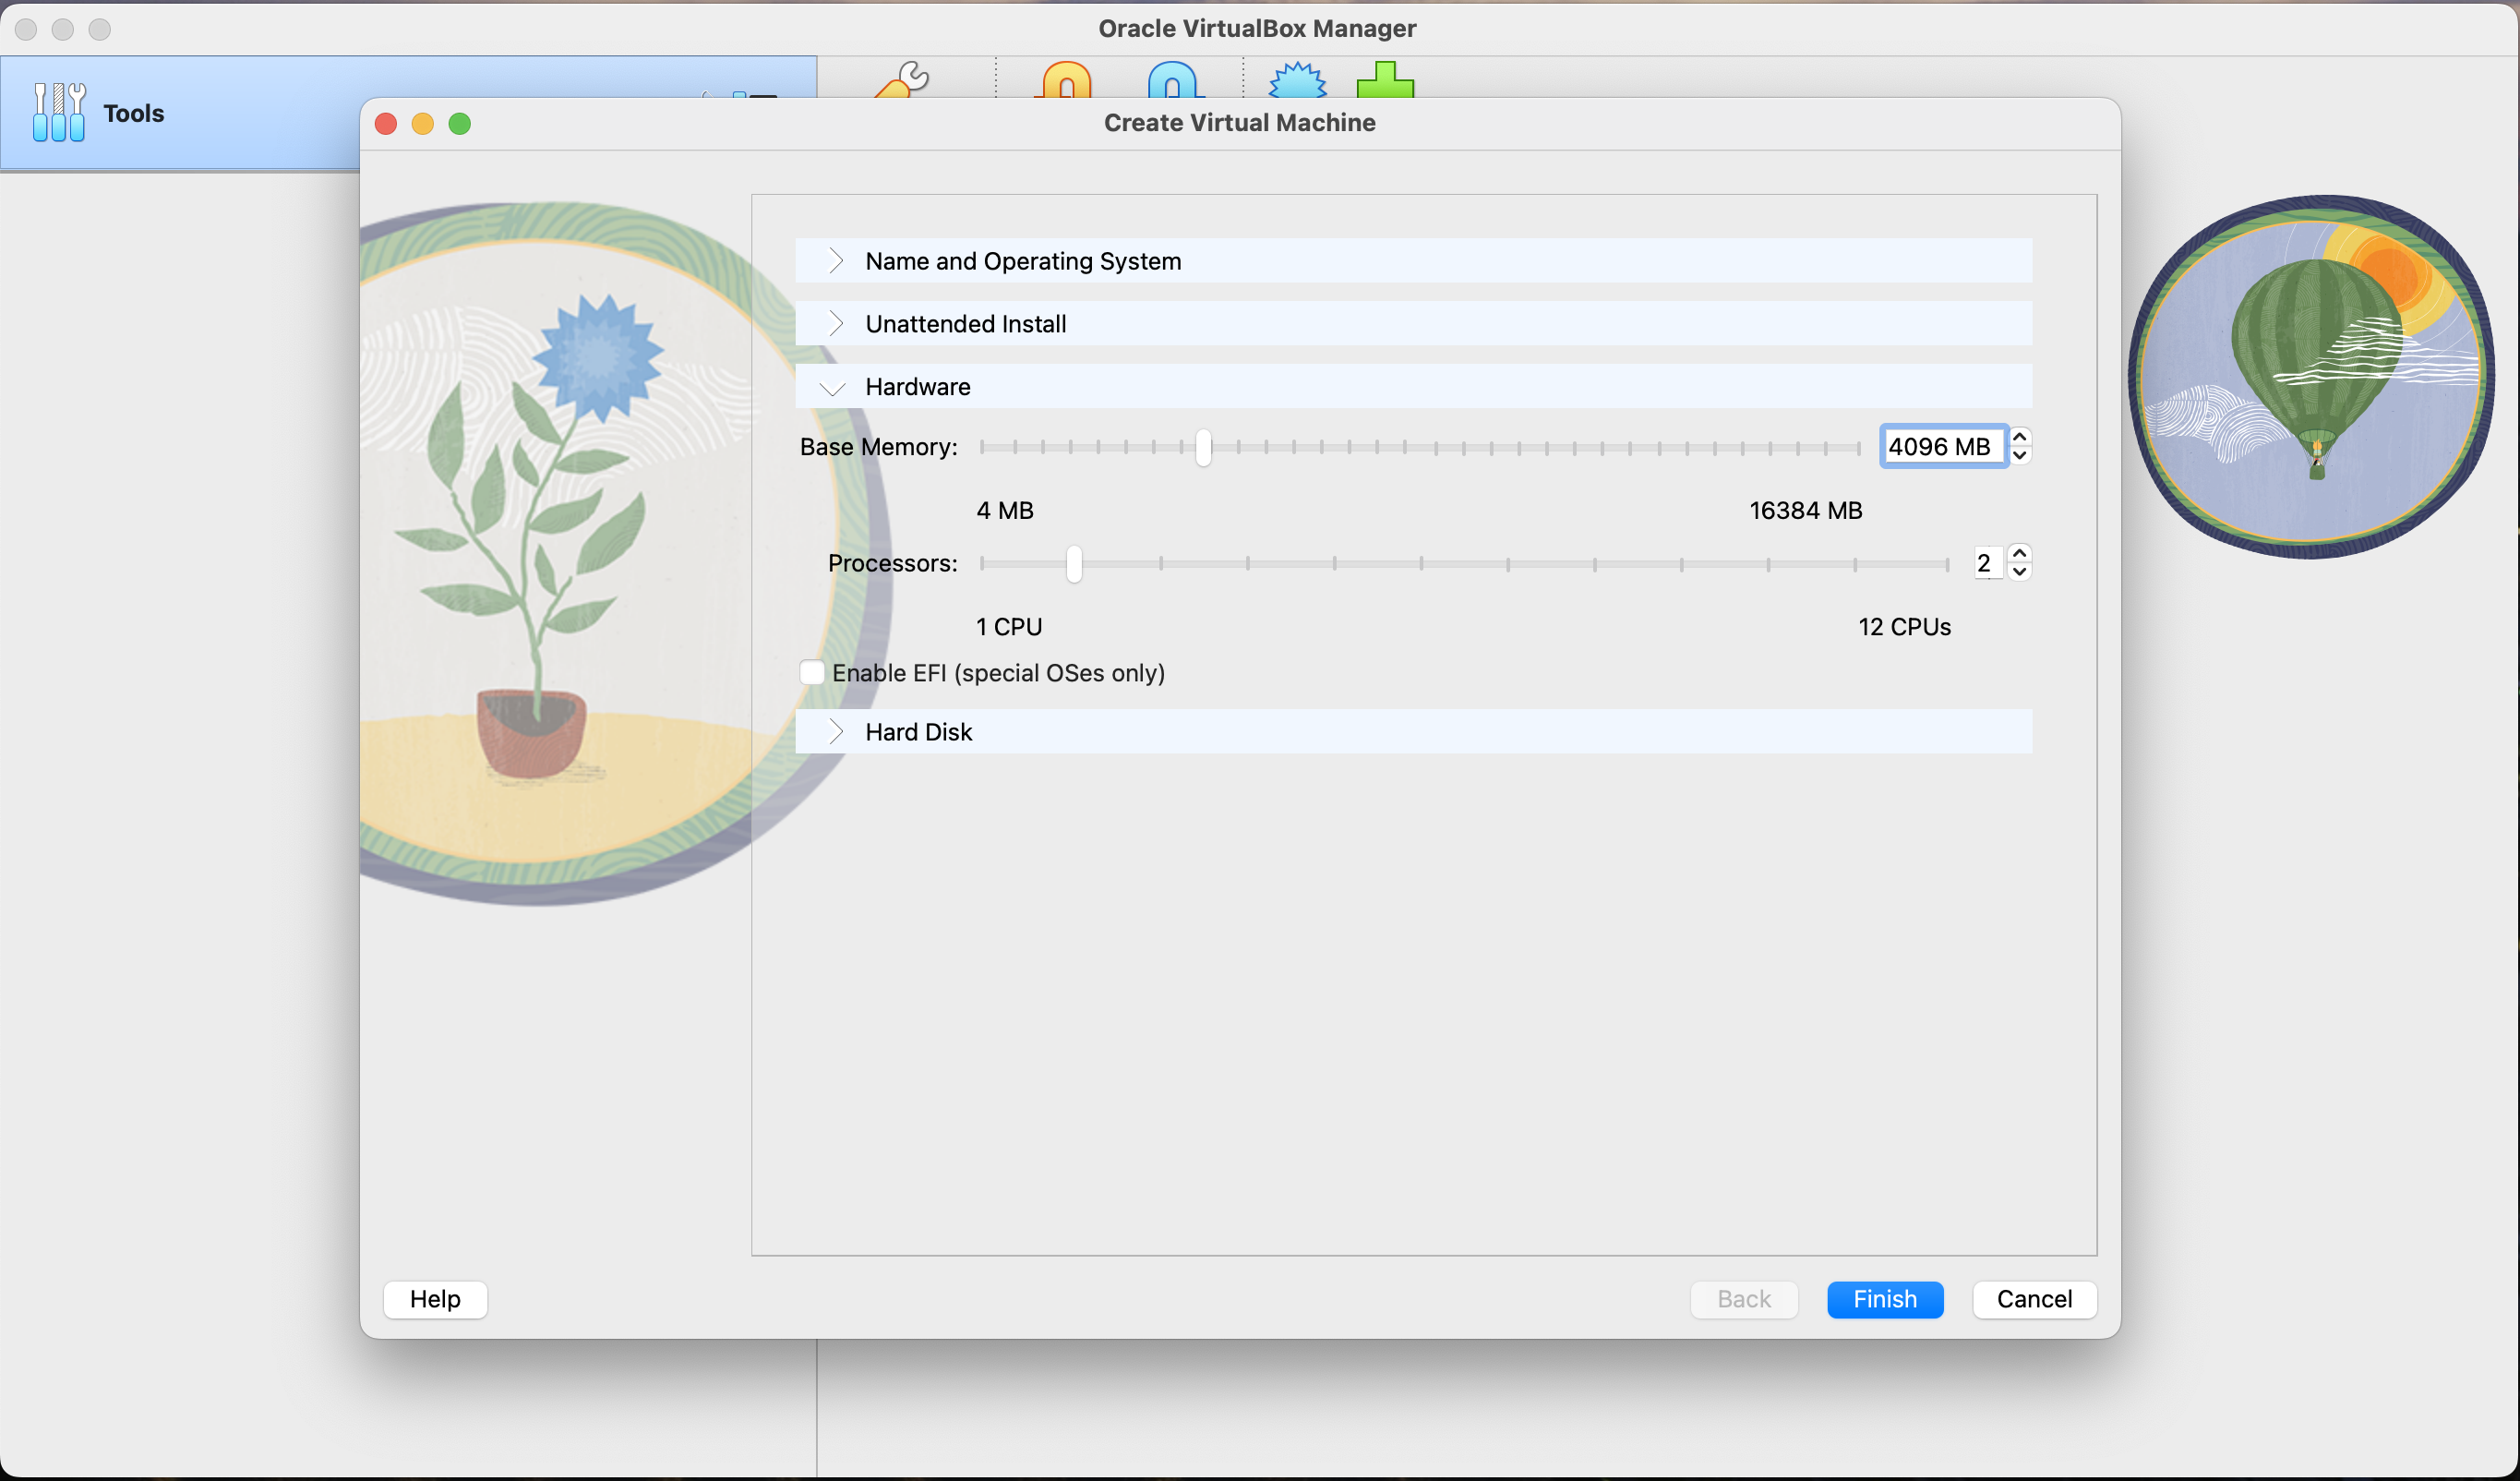 Oracle VirtualBox Manager
Tools
Create Virtual Machine
Name and Operating System
Unattended Install
Hardware
Base Memory: 4096 MB
4 MB 16384 MB
Processors: 2
1 CPU 12 CPUs
Enable EFI (special OSes only)
Hard Disk
Help Back Finish Cancel